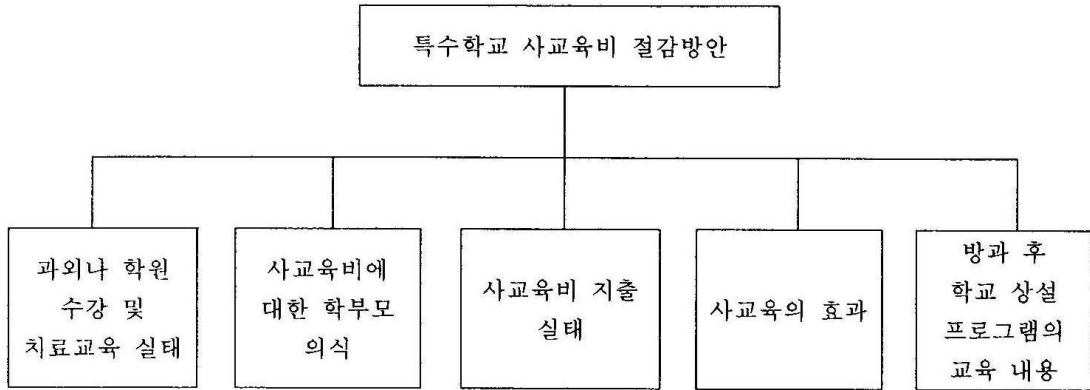 특수학교 사교육비 절감방안
과외나 학원
수강 및
치료교육 실태
사교육비에
대한 학부모
의식
사교육비 지출
실태
사교육의 효과
방과 후
학교 상설
프로그램의
교육 내용